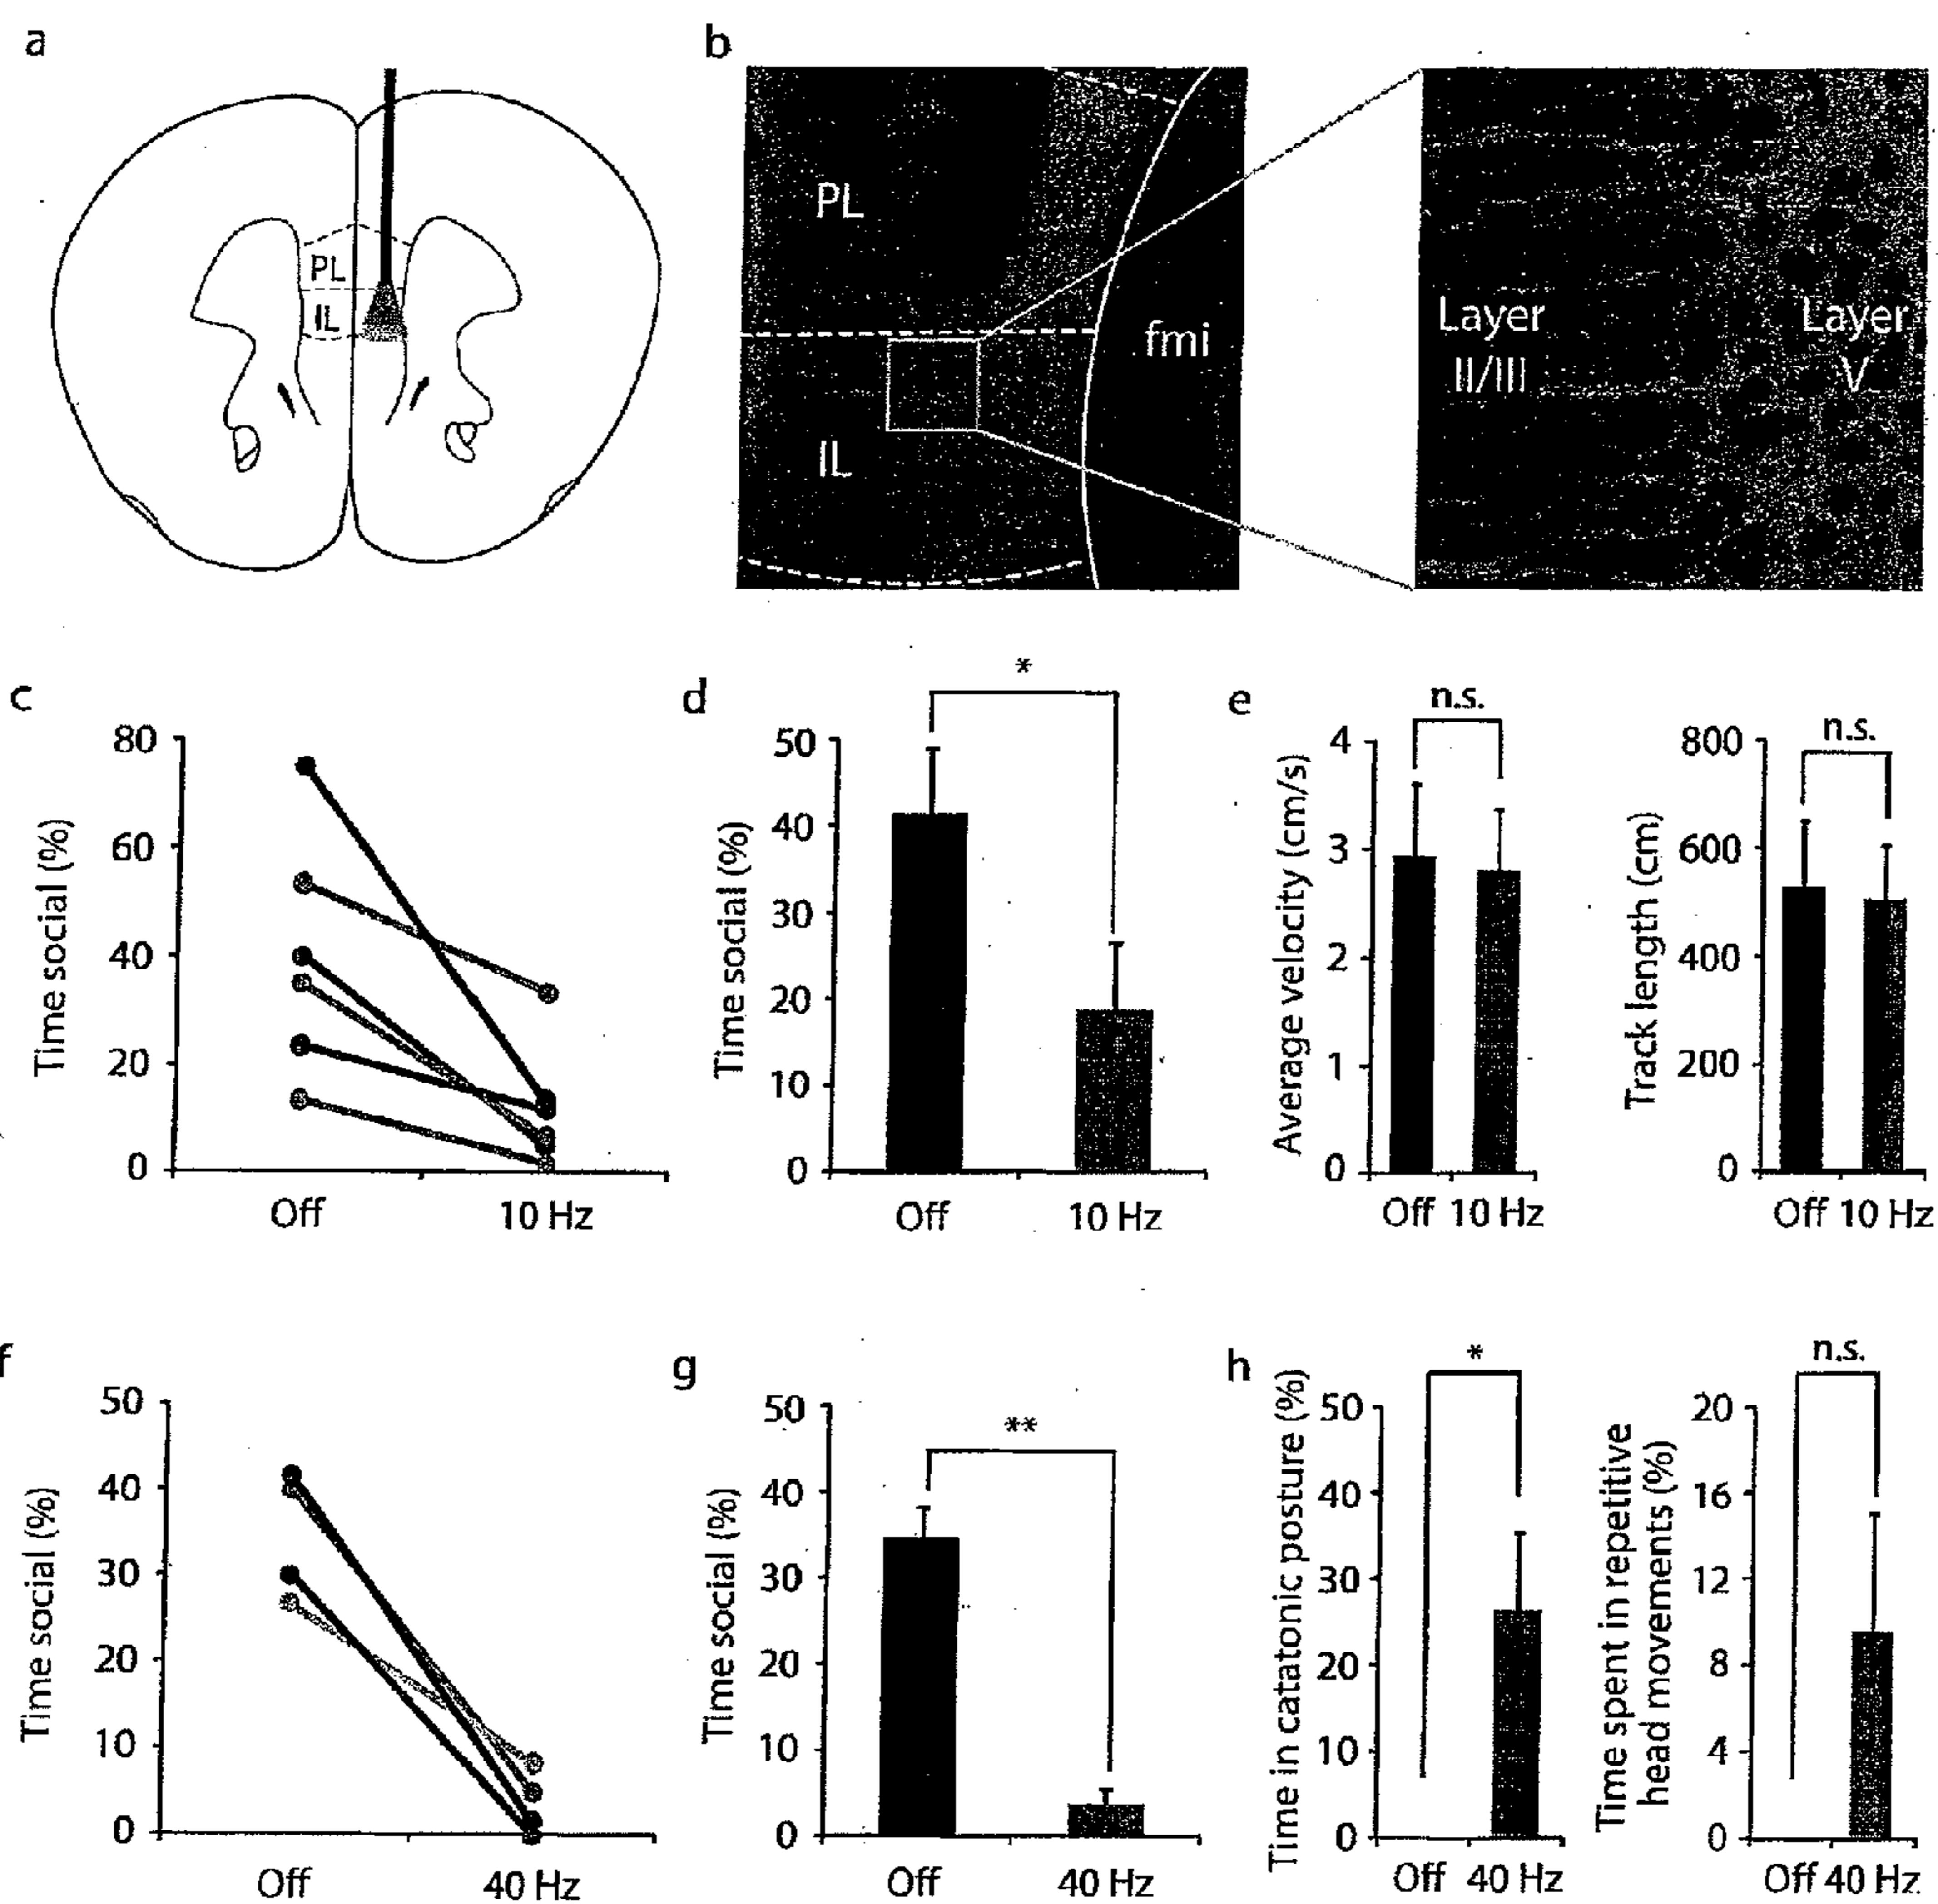 a
PL
IL
b
PL
IL
fmi
Layer
II/III
Layer
V
c
Time social (%)
80
60
40
20
0
Off
10 Hz
d
Time social (%)
50
40
30
20
10
0
*
Off
10 Hz
e
Average velocity (cm/s)
4
3
2
1
0
n.s.
Off 10 Hz
Track length (cm)
800
600
400
200
0
n.s.
Off 10 Hz
f
Time social (%)
50
40
30
20
10
0
Off
40 Hz
g
Time social (%)
50
40
30
20
10
0
**
Off
40 Hz
h
Time in catatonic posture (%)
50
40
30
20
10
0
*
Off 40 Hz
Time spent in repetitive
head movements (%)
20
16
12
8
4
0
n.s.
Off 40 Hz